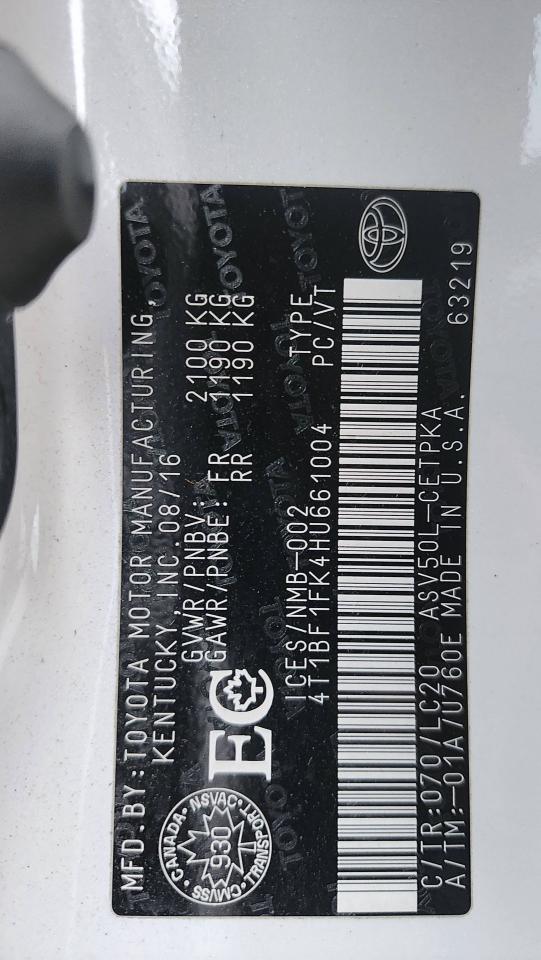 MFD.BY:TOYOTA MOTOR MANUFACTURING,
KENTUCKY, INC.08/16
GVWR/PNBV: 2100 KG
GAWR/PNBE: FR 1190 KG
RR 1190 KG
EC
CANADA · NSVAC · TRANSPORT · CMVSS
930
ICES/NMB-002 TYPE
4T1BF1FK4HU661004 PC/VT
C/TR:070/LC20 ASV50L-CETPKA
A/TM:-01A/U760E MADE IN U.S.A. 63219
TOYOTA